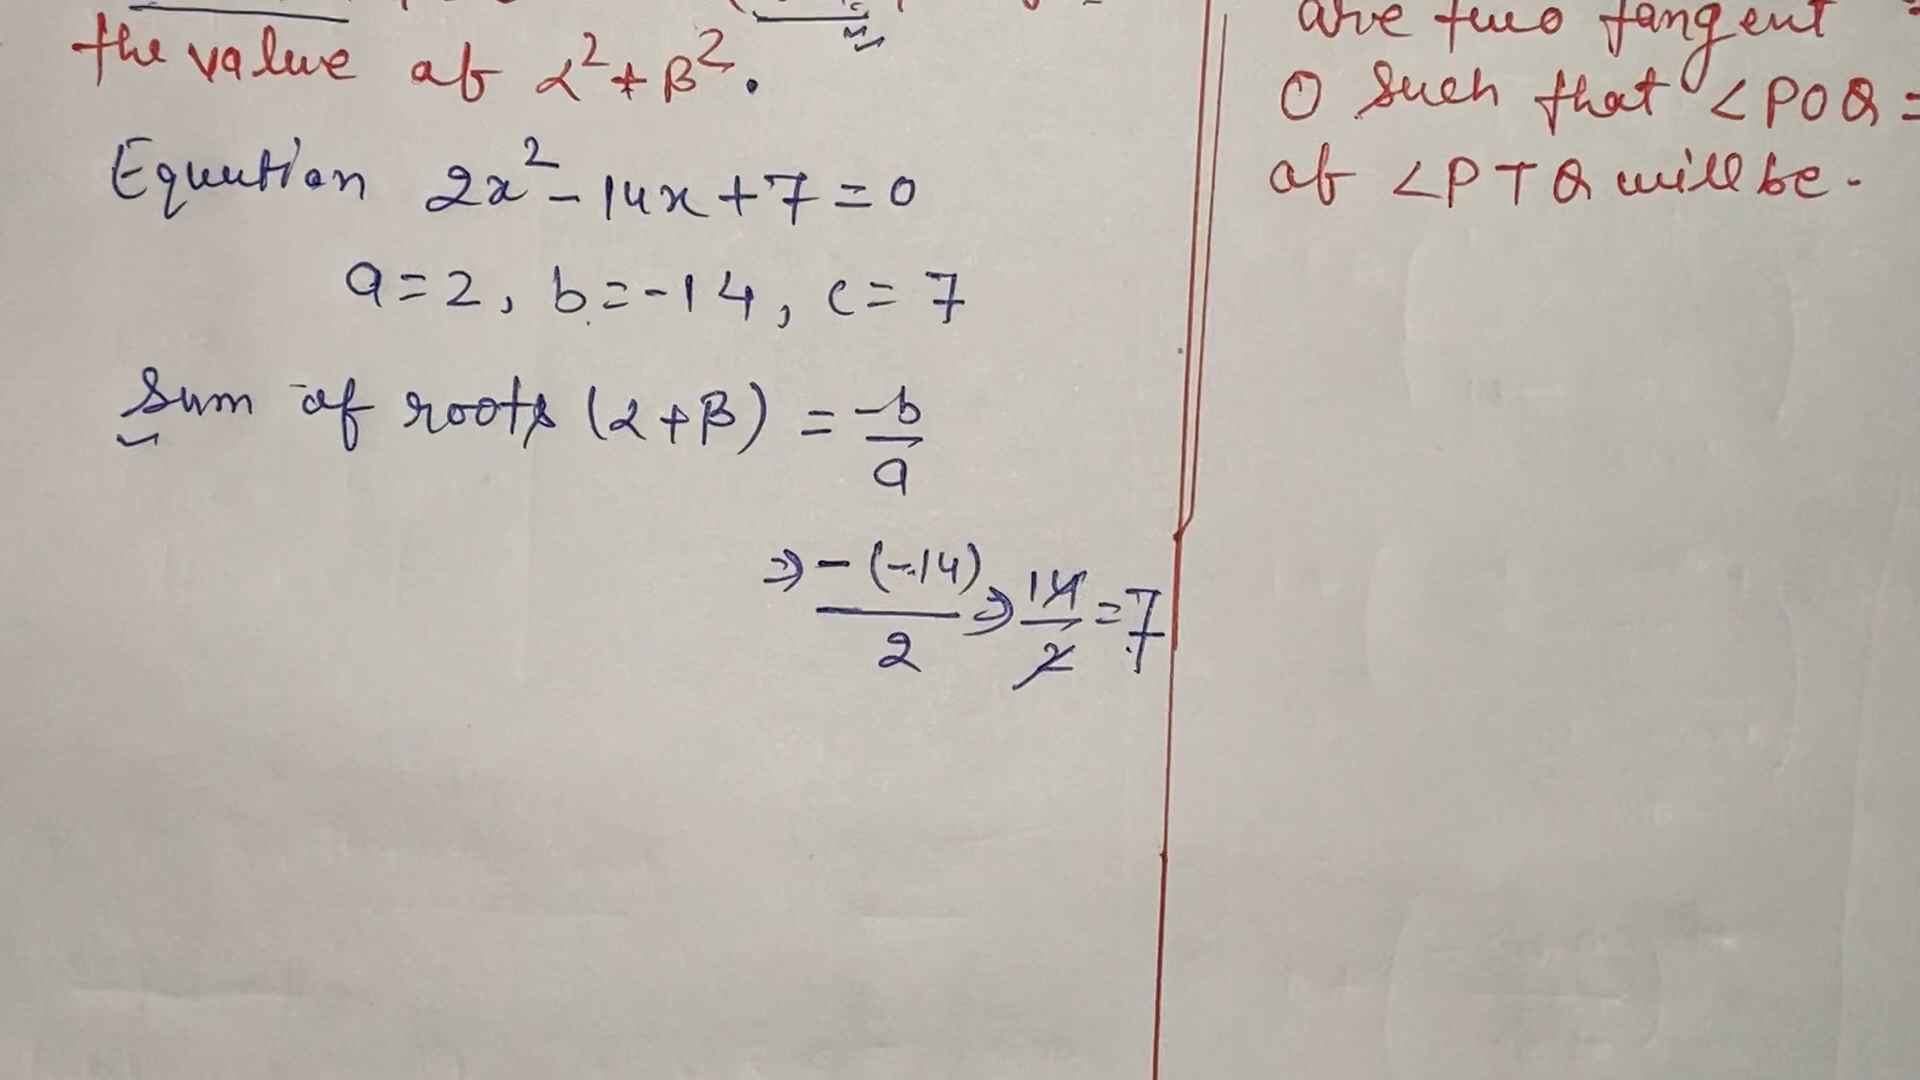 the value of α²+β².
Equation 2x²-14x+7=0
a=2, b=-14, c=7
Sum of roots (α+β) = -b/a
⇒ -(-14)/2 ⇒ 14/2 = 7
are two tangent
O such that ∠POQ =
of ∠PTQ will be.